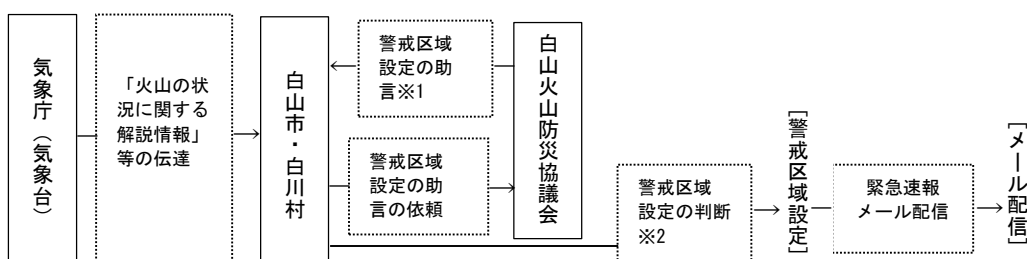 気象庁（気象台）
「火山の状
況に関する
解説情報」
等の伝達
白山市・白川村
警戒区域
設定の助
言※1
警戒区域
設定の助
言の依頼
白山火山防災協議会
警戒区域
設定の判断
※2
［警戒区域設定］
緊急速報
メール配信
［メール配信］